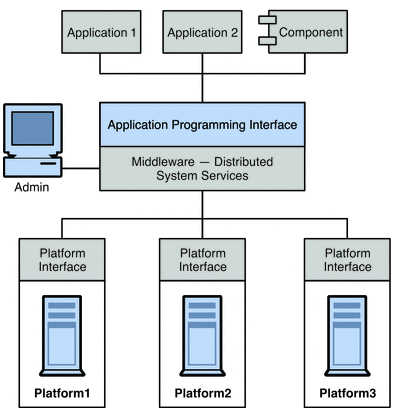 Application 1
Application 2
Component
Application Programming Interface
Middleware — Distributed
System Services
Admin
Platform
Interface
Platform
Interface
Platform
Interface
Platform1
Platform2
Platform3